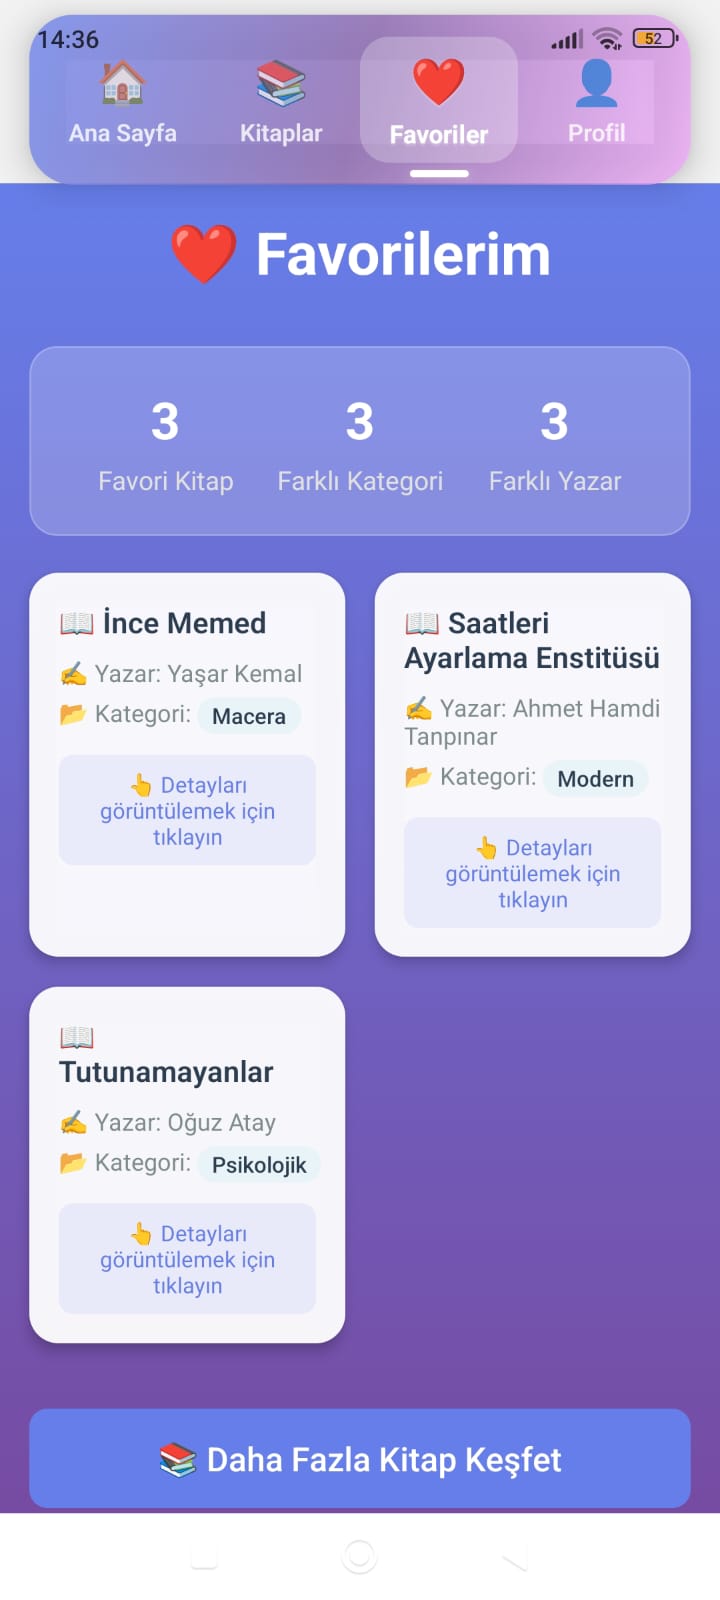 14:36
52
Ana Sayfa
Kitaplar
Favoriler
Profil
Favorilerim
3
Favori Kitap
3
Farklı Kategori
3
Farklı Yazar
İnce Memed
Yazar: Yaşar Kemal
Kategori: Macera
Detayları
görüntülemek için
tıklayın
Saatleri
Ayarlama Enstitüsü
Yazar: Ahmet Hamdi
Tanpınar
Kategori: Modern
Detayları
görüntülemek için
tıklayın
Tutunamayanlar
Yazar: Oğuz Atay
Kategori: Psikolojik
Detayları
görüntülemek için
tıklayın
Daha Fazla Kitap Keşfet